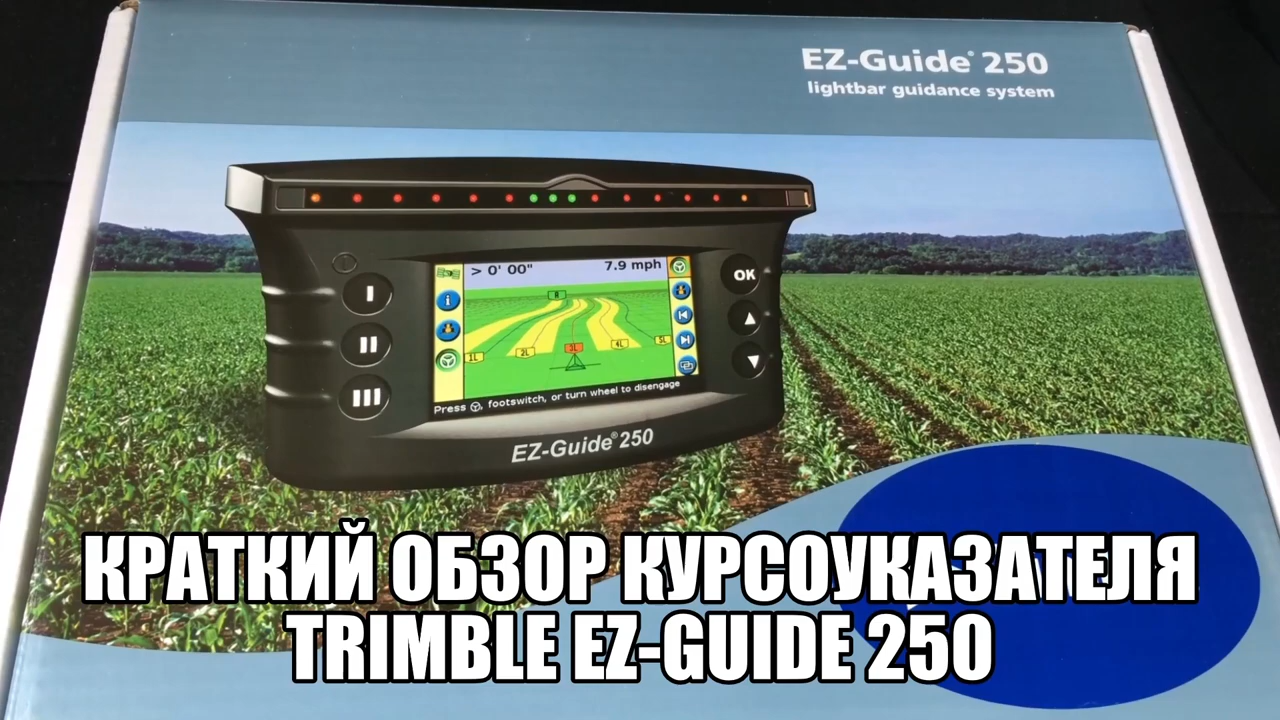 EZ-Guide® 250
lightbar guidance system
> 0' 00"
7.9 mph
I
II
III
OK
i
R
1L
2L
3L
4L
5L
Press , footswitch, or turn wheel to disengage
EZ-Guide® 250
КРАТКИЙ ОБЗОР КУРСОУКАЗАТЕЛЯ
TRIMBLE EZ-GUIDE 250